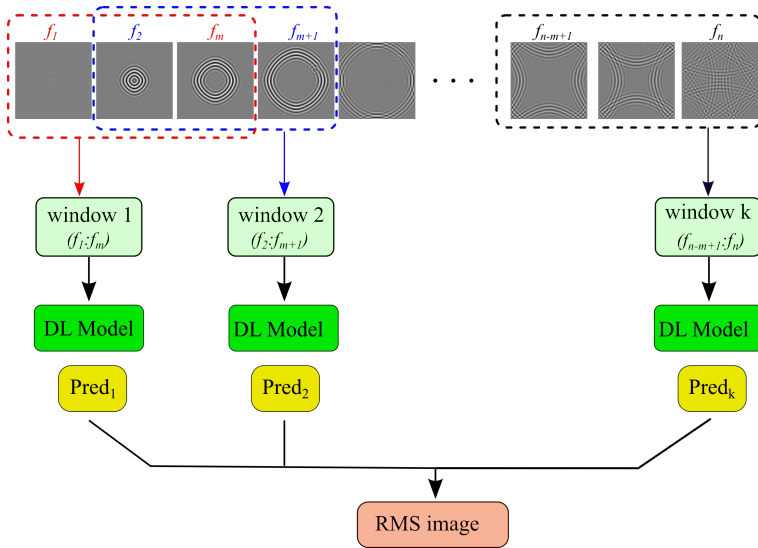 f1 f2 fm fm+1 fn-m+1 fn
. . .
window 1 window 2 window k
(f1:fm) (f2:fm+1) (fn-m+1:fn)
DL Model DL Model DL Model
Pred1 Pred2 Predk
RMS image